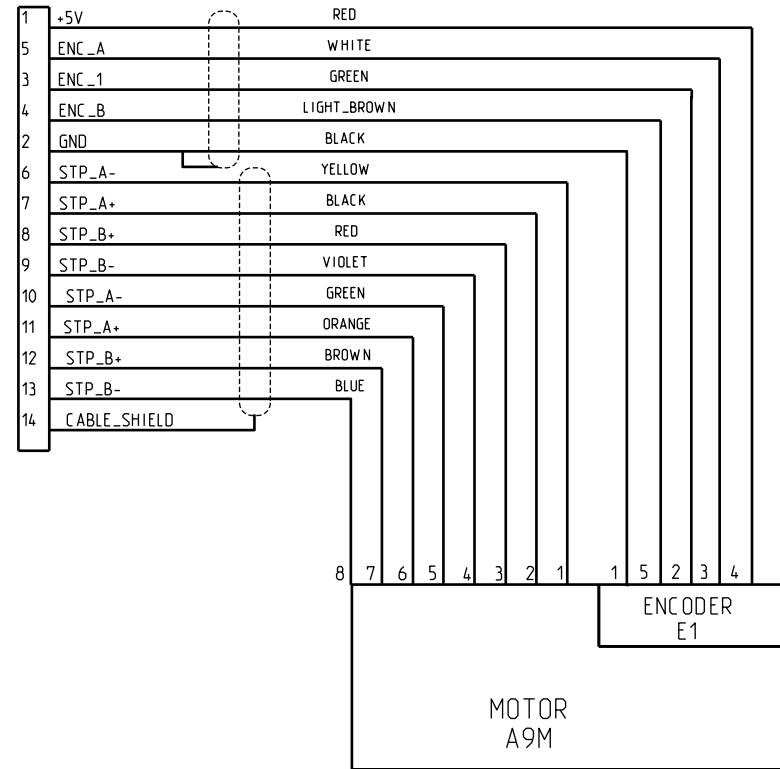 1 +5V RED
5 ENC_A WHITE
3 ENC_1 GREEN
4 ENC_B LIGHT_BROWN
2 GND BLACK
6 STP_A- YELLOW
7 STP_A+ BLACK
8 STP_B+ RED
9 STP_B- VIOLET
10 STP_A- GREEN
11 STP_A+ ORANGE
12 STP_B+ BROWN
13 STP_B- BLUE
14 CABLE_SHIELD
8 7 6 5 4 3 2 1 1 5 2 3 4
ENCODER
E1
MOTOR
A9M